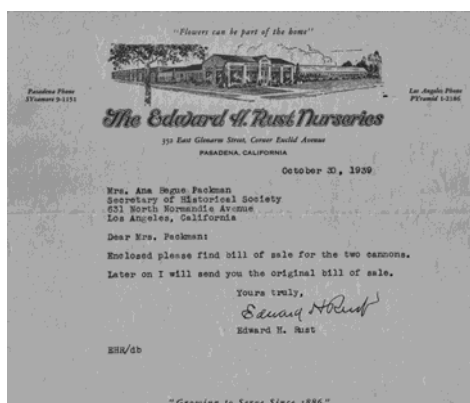 "Flowers can be part of the home"
Pasadena Phone
SYcamore 9-1151
Los Angeles Phone
PYramid 1-2186
The Edward H. Rust Nurseries
352 East Glenarm Street, Corner Euclid Avenue
PASADENA, CALIFORNIA
October 30, 1939
Mrs. Ana Begue Packman
Secretary of Historical Society
631 North Normandie Avenue
Los Angeles, California
Dear Mrs. Packman:
Enclosed please find bill of sale for the two cannons.
Later on I will send you the original bill of sale.
Yours truly,
Edward H Rust
Edward H. Rust
EHR/db
"Growing to Serve Since 1886"